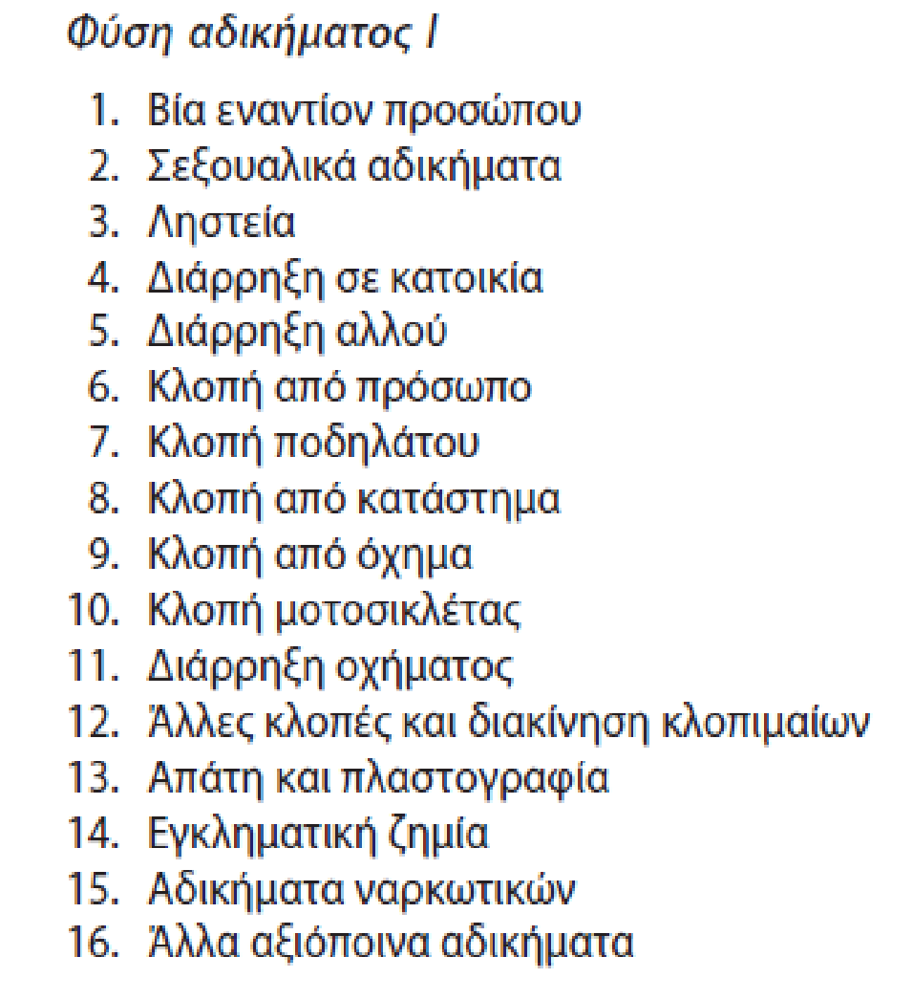 Φύση αδικήματος I
1. Βία εναντίον προσώπου
2. Σεξουαλικά αδικήματα
3. Ληστεία
4. Διάρρηξη σε κατοικία
5. Διάρρηξη αλλού
6. Κλοπή από πρόσωπο
7. Κλοπή ποδηλάτου
8. Κλοπή από κατάστημα
9. Κλοπή από όχημα
10. Κλοπή μοτοσικλέτας
11. Διάρρηξη οχήματος
12. Άλλες κλοπές και διακίνηση κλοπιμαίων
13. Απάτη και πλαστογραφία
14. Εγκληματική ζημία
15. Αδικήματα ναρκωτικών
16. Άλλα αξιόποινα αδικήματα